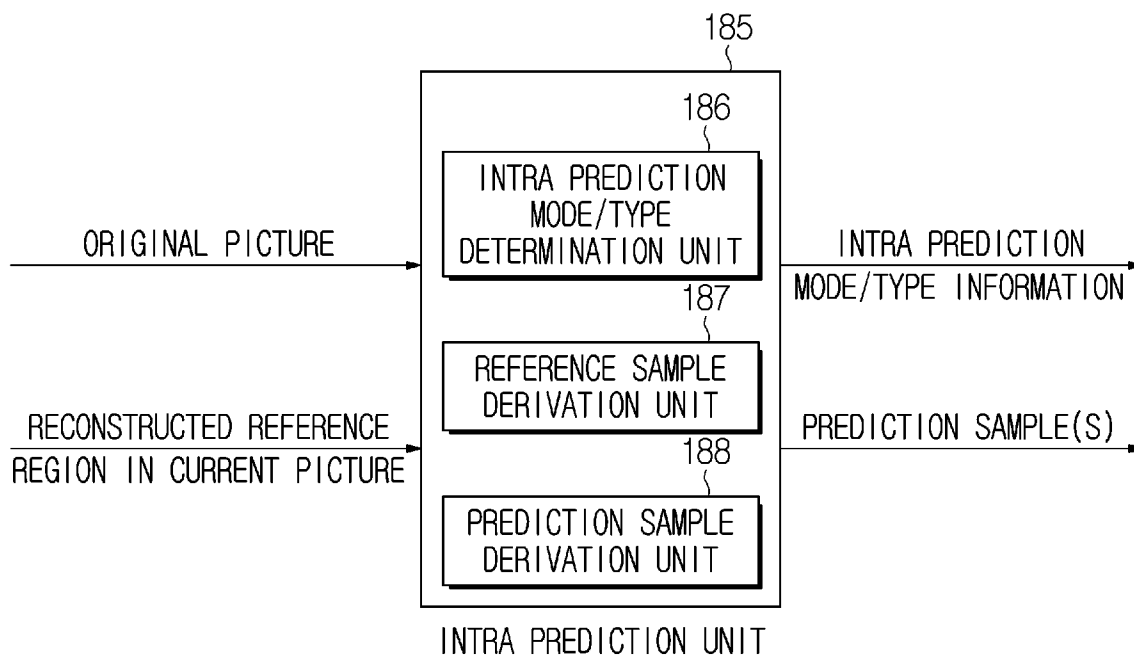 185
186
INTRA PREDICTION
MODE/TYPE
DETERMINATION UNIT
ORIGINAL PICTURE
INTRA PREDICTION
MODE/TYPE INFORMATION
187
REFERENCE SAMPLE
DERIVATION UNIT
RECONSTRUCTED REFERENCE
REGION IN CURRENT PICTURE
PREDICTION SAMPLE(S)
188
PREDICTION SAMPLE
DERIVATION UNIT
INTRA PREDICTION UNIT